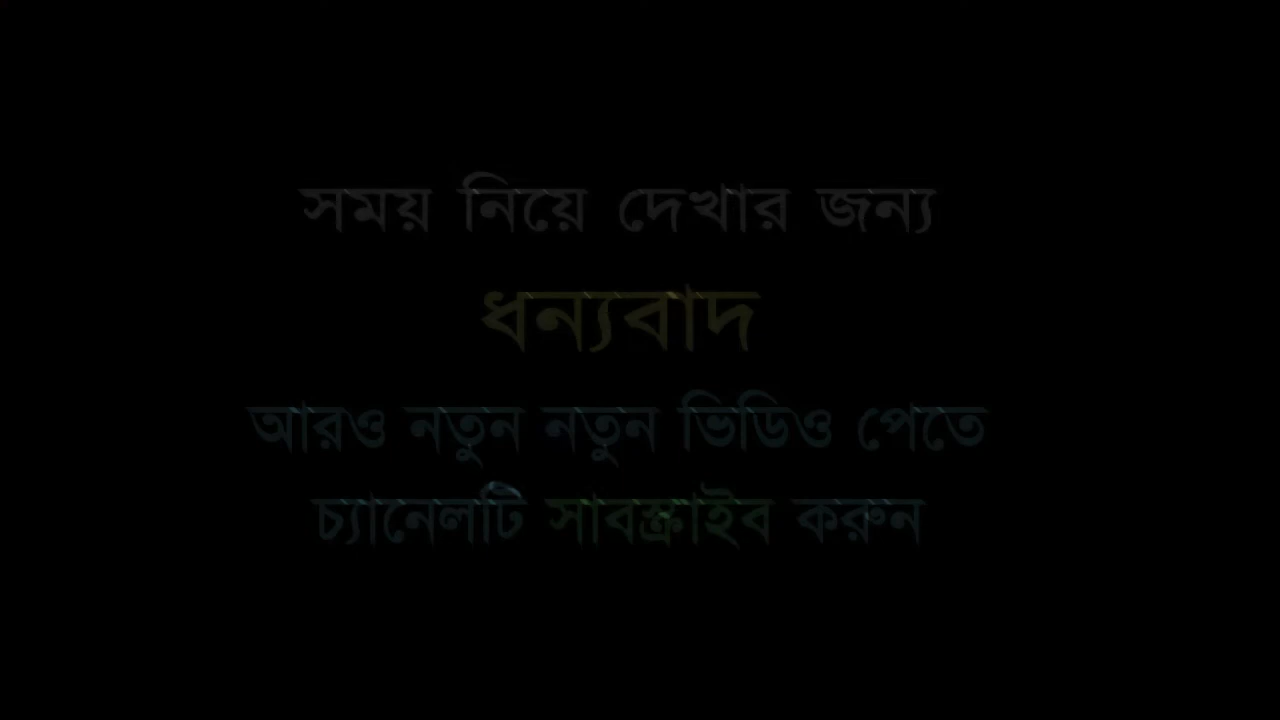 সময় নিয়ে দেখার জন্য
ধন্যবাদ
আরও নতুন নতুন ভিডিও পেতে
চ্যানেলটি সাবস্ক্রাইব করুন